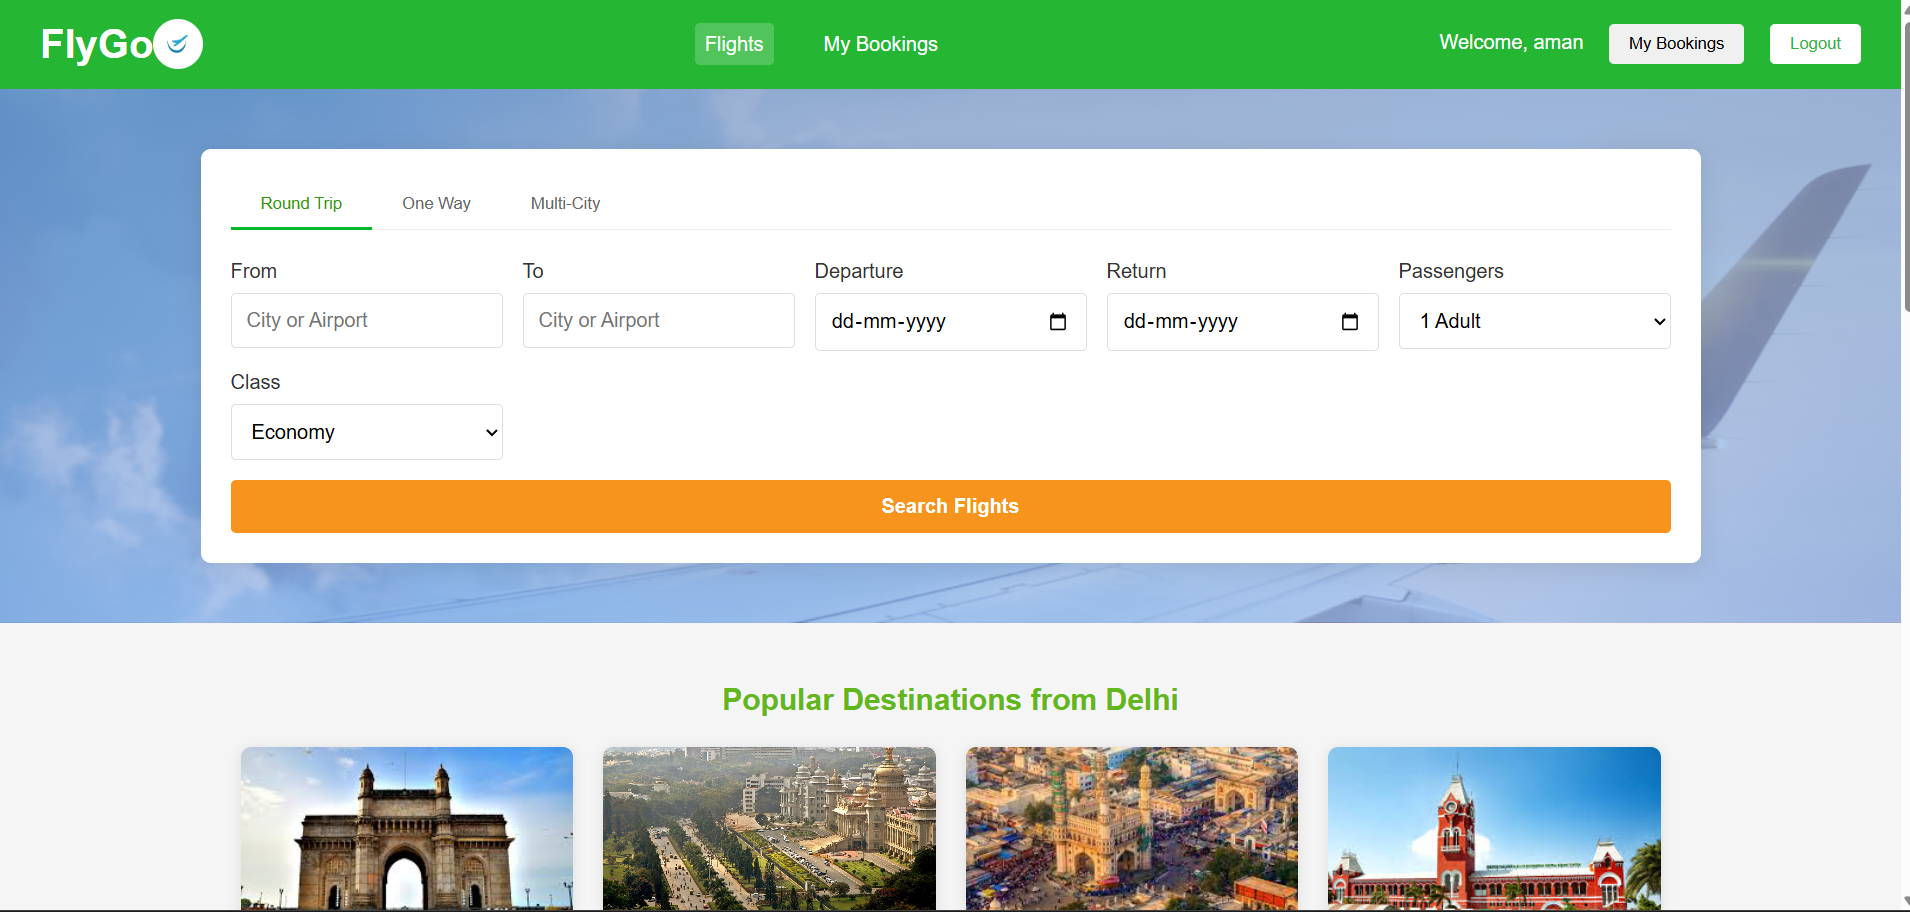 FlyGo
Flights
My Bookings
Welcome, aman
My Bookings
Logout
Round Trip
One Way
Multi-City
From
To
Departure
Return
Passengers
City or Airport
City or Airport
dd-mm-yyyy
dd-mm-yyyy
1 Adult
Class
Economy
Search Flights
Popular Destinations from Delhi